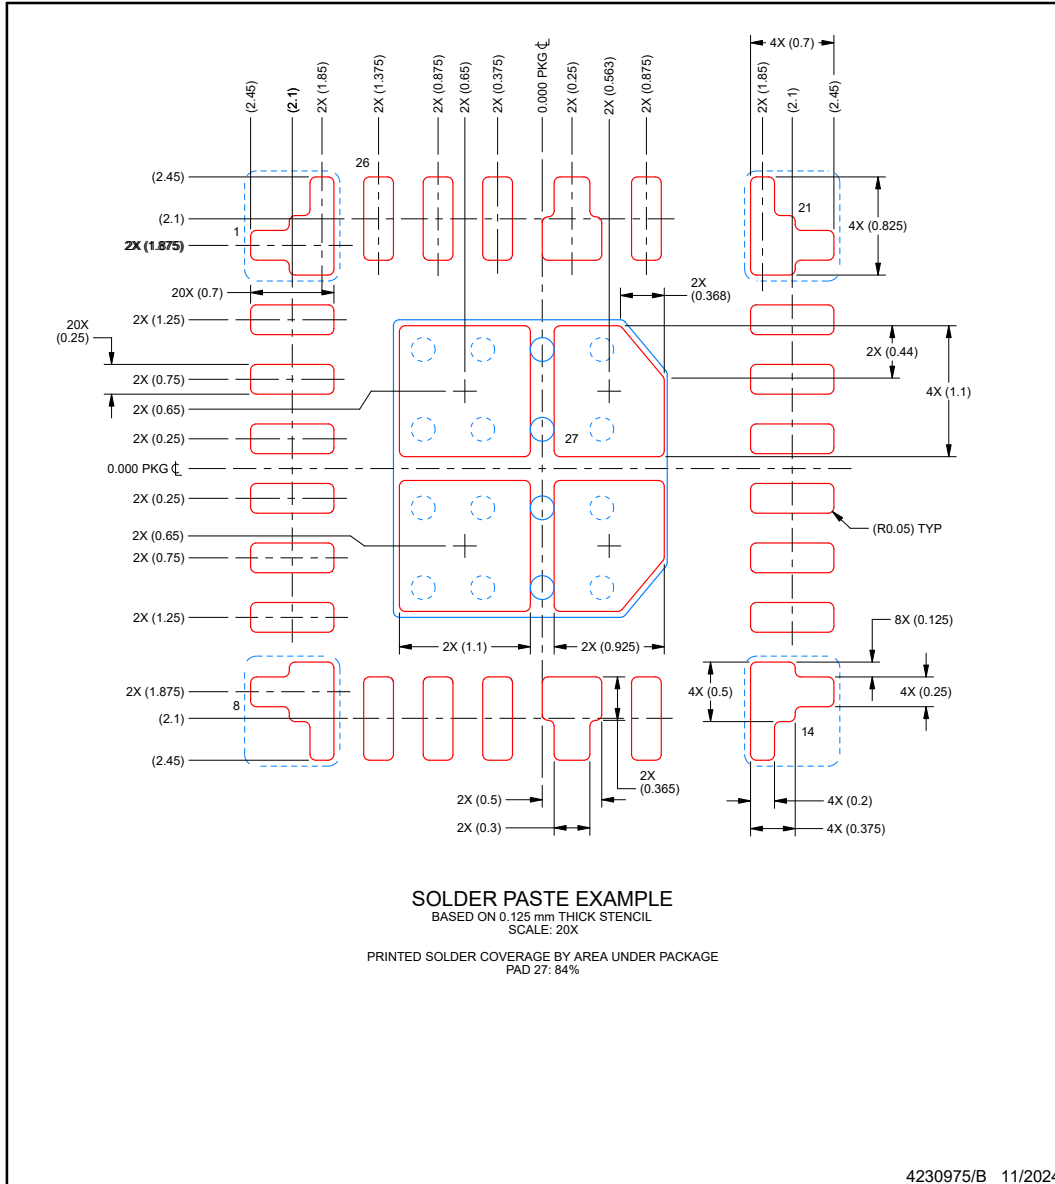 (2.45)
(2.1)
2X (1.85)
2X (1.375)
2X (0.875)
2X (0.65)
2X (0.375)
0.000 PKG ℄
2X (0.25)
2X (0.563)
2X (0.875)
4X (0.7)
2X (1.85)
(2.1)
(2.45)
26
(2.45)
(2.1)
1
2X (1.875)
21
4X (0.825)
20X (0.7)
2X
(0.368)
2X (1.25)
20X
(0.25)
2X (0.44)
2X (0.75)
4X (1.1)
2X (0.65)
2X (0.25)
27
0.000 PKG ℄
2X (0.25)
(R0.05) TYP
2X (0.65)
2X (0.75)
2X (1.25)
8X (0.125)
2X (1.1)
2X (0.925)
2X (1.875)
8
4X (0.5)
4X (0.25)
(2.1)
14
(2.45)
2X
(0.365)
2X (0.5)
4X (0.2)
2X (0.3)
4X (0.375)
SOLDER PASTE EXAMPLE
BASED ON 0.125 mm THICK STENCIL
SCALE: 20X
PRINTED SOLDER COVERAGE BY AREA UNDER PACKAGE
PAD 27: 84%
4230975/B 11/2024